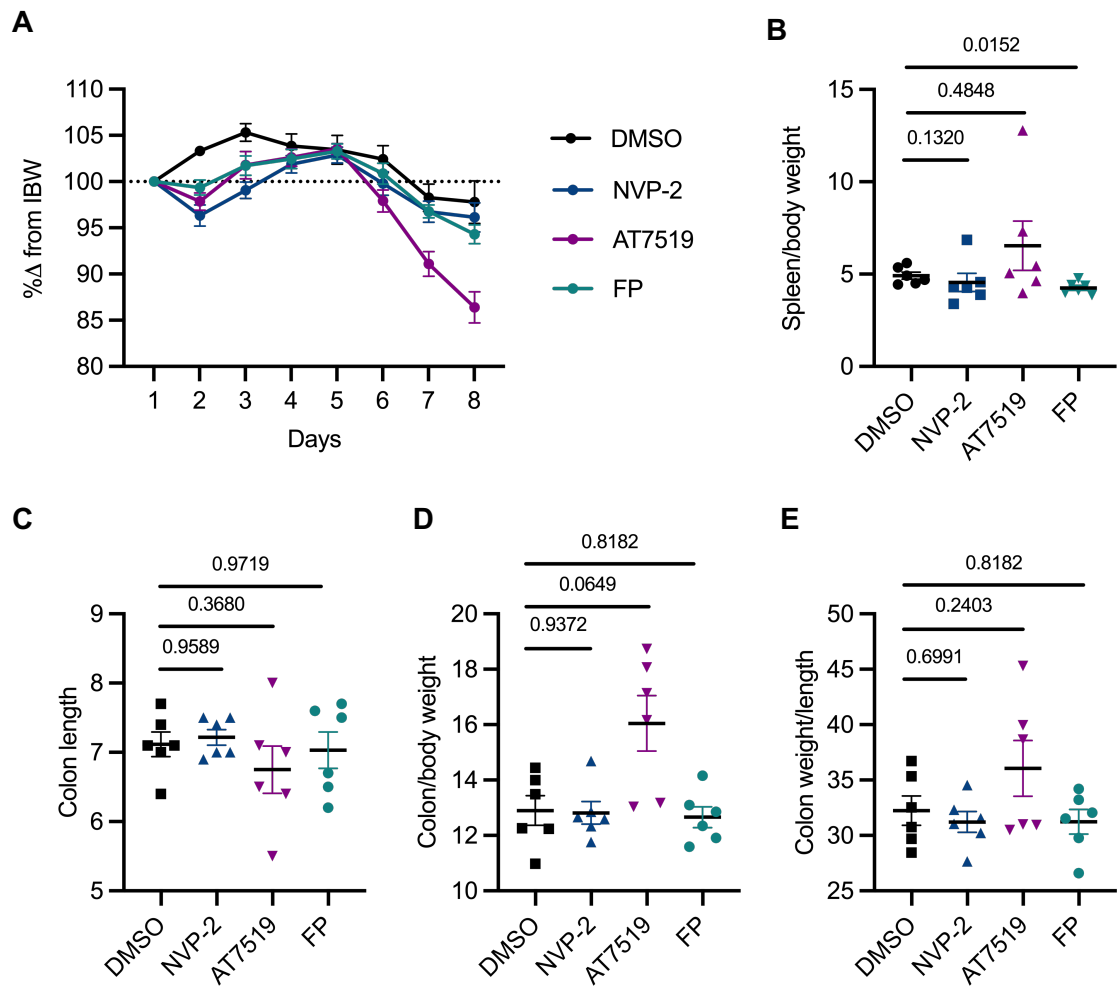 A
110
105
100
95
90
85
80
%Δ from IBW
1 2 3 4 5 6 7 8
Days
DMSO
NVP-2
AT7519
FP
B
0.0152
0.4848
0.1320
15
10
5
0
Spleen/body weight
DMSO
NVP-2
AT7519
FP
C
0.9719
0.3680
0.9589
9
8
7
6
5
Colon length
DMSO
NVP-2
AT7519
FP
D
0.8182
0.0649
0.9372
20
18
16
14
12
10
Colon/body weight
DMSO
NVP-2
AT7519
FP
E
0.8182
0.2403
0.6991
50
45
40
35
30
25
Colon weight/length
DMSO
NVP-2
AT7519
FP